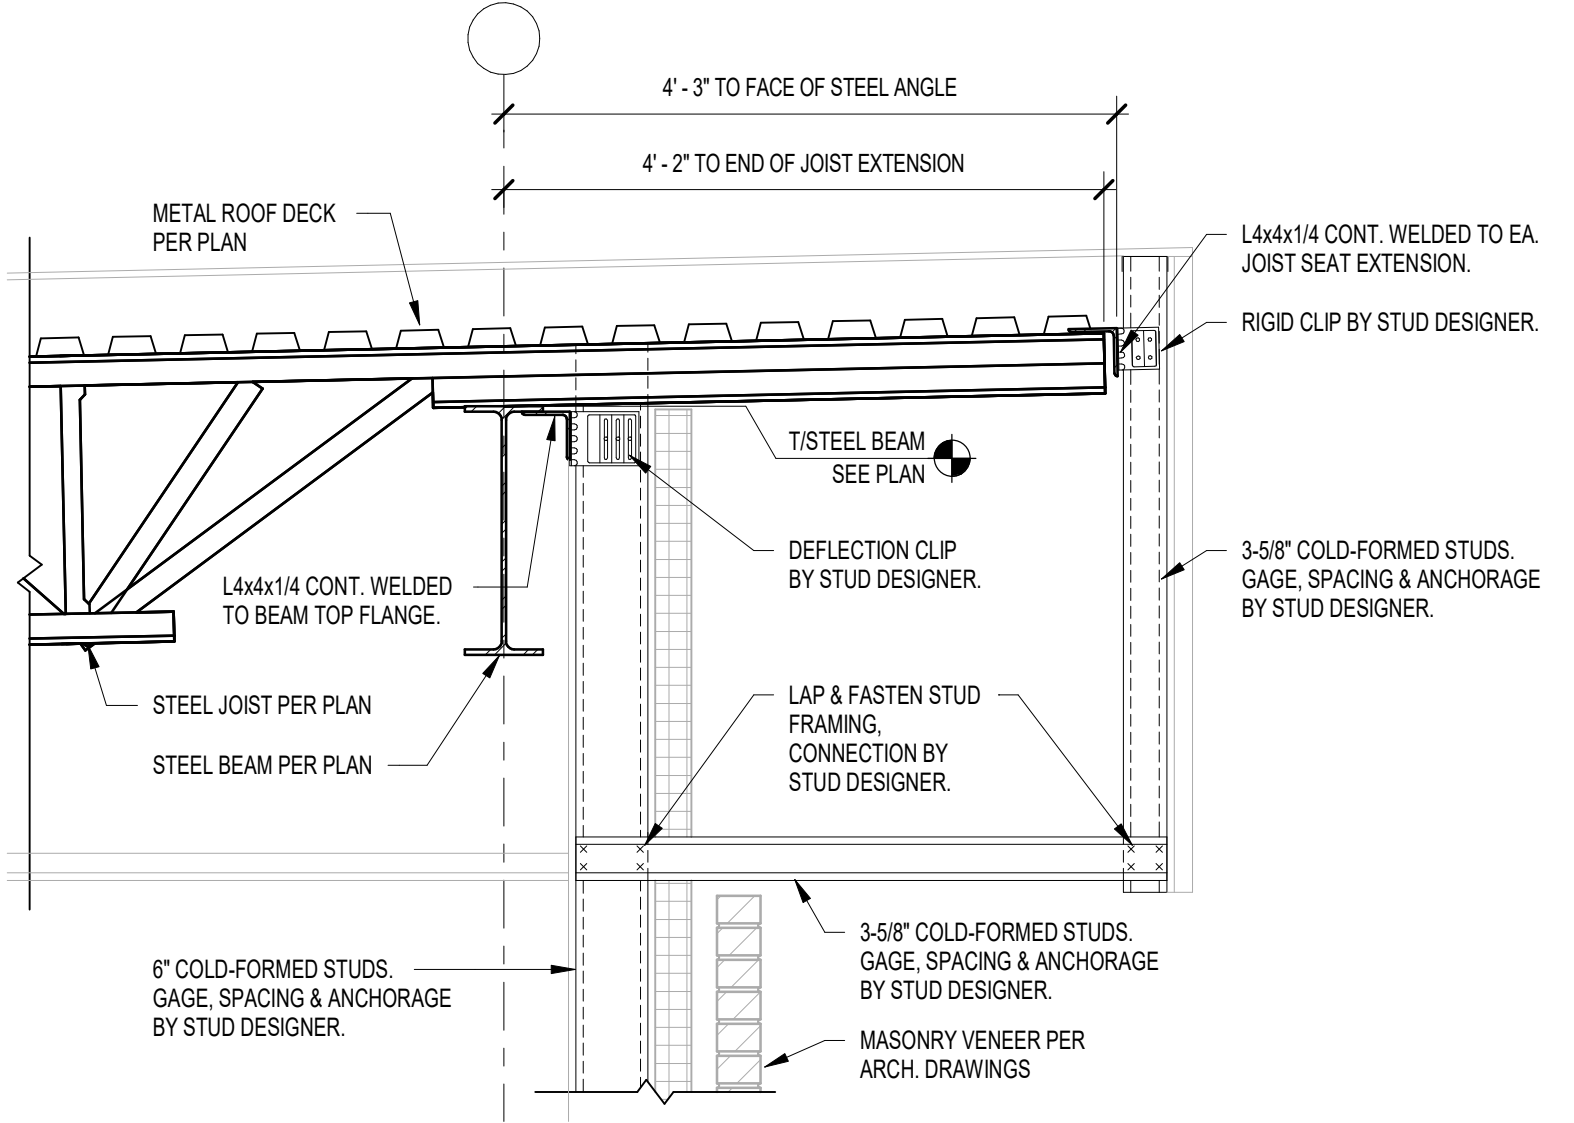 4' - 3" TO FACE OF STEEL ANGLE
4' - 2" TO END OF JOIST EXTENSION
METAL ROOF DECK
PER PLAN
L4x4x1/4 CONT. WELDED TO EA.
JOIST SEAT EXTENSION.
RIGID CLIP BY STUD DESIGNER.
T/STEEL BEAM
SEE PLAN
DEFLECTION CLIP
BY STUD DESIGNER.
3-5/8" COLD-FORMED STUDS.
GAGE, SPACING & ANCHORAGE
BY STUD DESIGNER.
L4x4x1/4 CONT. WELDED
TO BEAM TOP FLANGE.
STEEL JOIST PER PLAN
STEEL BEAM PER PLAN
LAP & FASTEN STUD
FRAMING,
CONNECTION BY
STUD DESIGNER.
6" COLD-FORMED STUDS.
GAGE, SPACING & ANCHORAGE
BY STUD DESIGNER.
3-5/8" COLD-FORMED STUDS.
GAGE, SPACING & ANCHORAGE
BY STUD DESIGNER.
MASONRY VENEER PER
ARCH. DRAWINGS